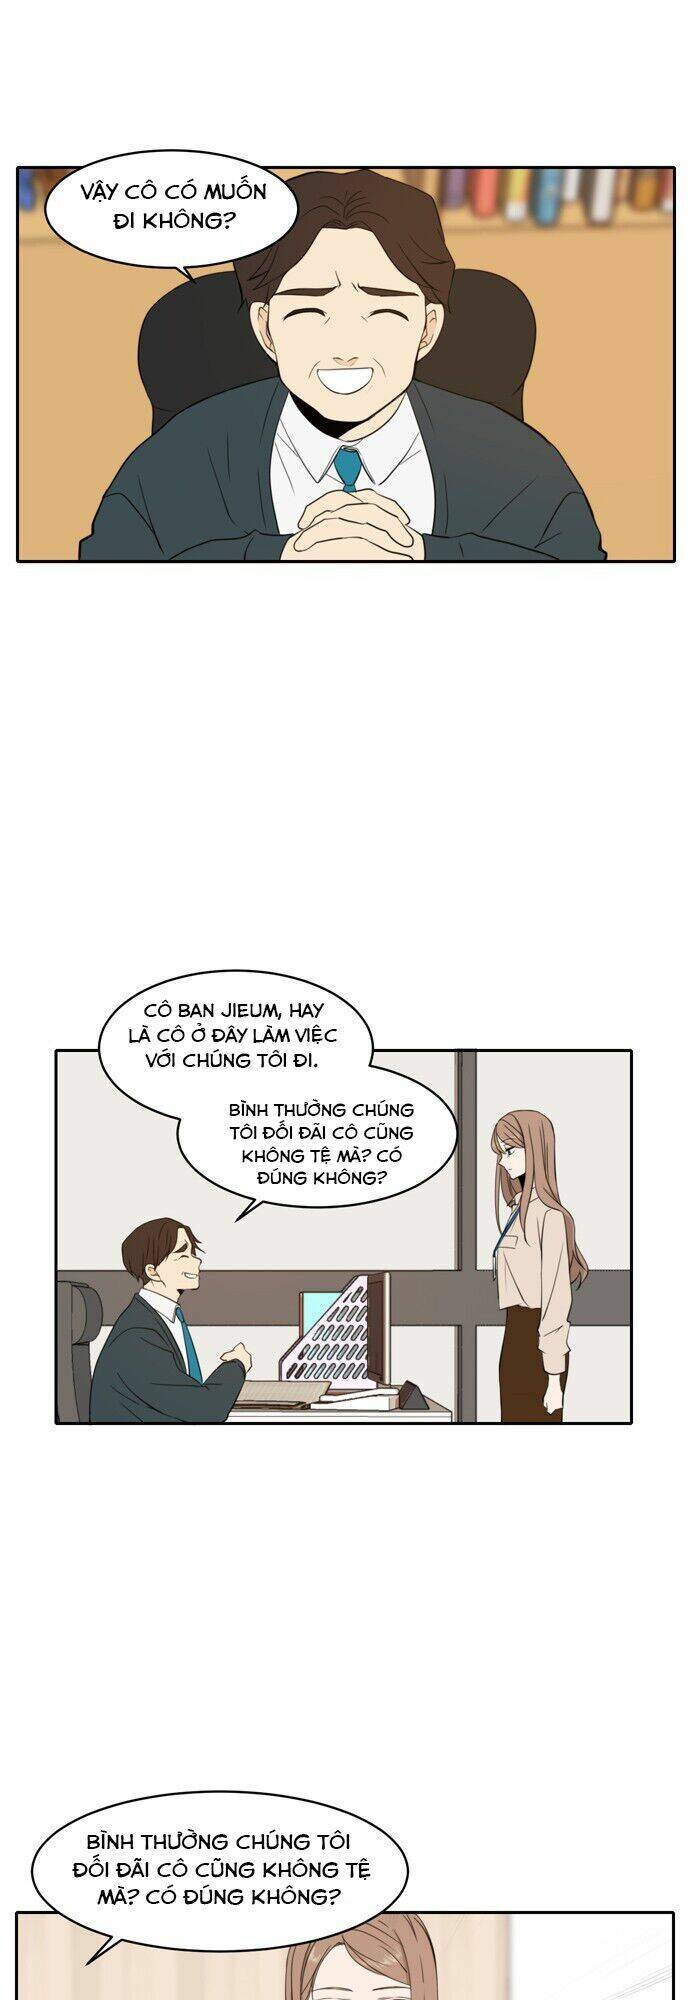 VẬY CÔ CÓ MUỐN
ĐI KHÔNG?
CÔ BAN JIEUM, HAY
LÀ CÔ Ở ĐÂY LÀM VIỆC
VỚI CHÚNG TÔI ĐI.
BÌNH THƯỜNG CHÚNG
TÔI ĐỐI ĐÃI CÔ CŨNG
KHÔNG TỆ MÀ? CÓ
ĐÚNG KHÔNG?
BÌNH THƯỜNG CHÚNG TÔI
ĐỐI ĐÃI CÔ CŨNG KHÔNG TỆ
MÀ? CÓ ĐÚNG KHÔNG?